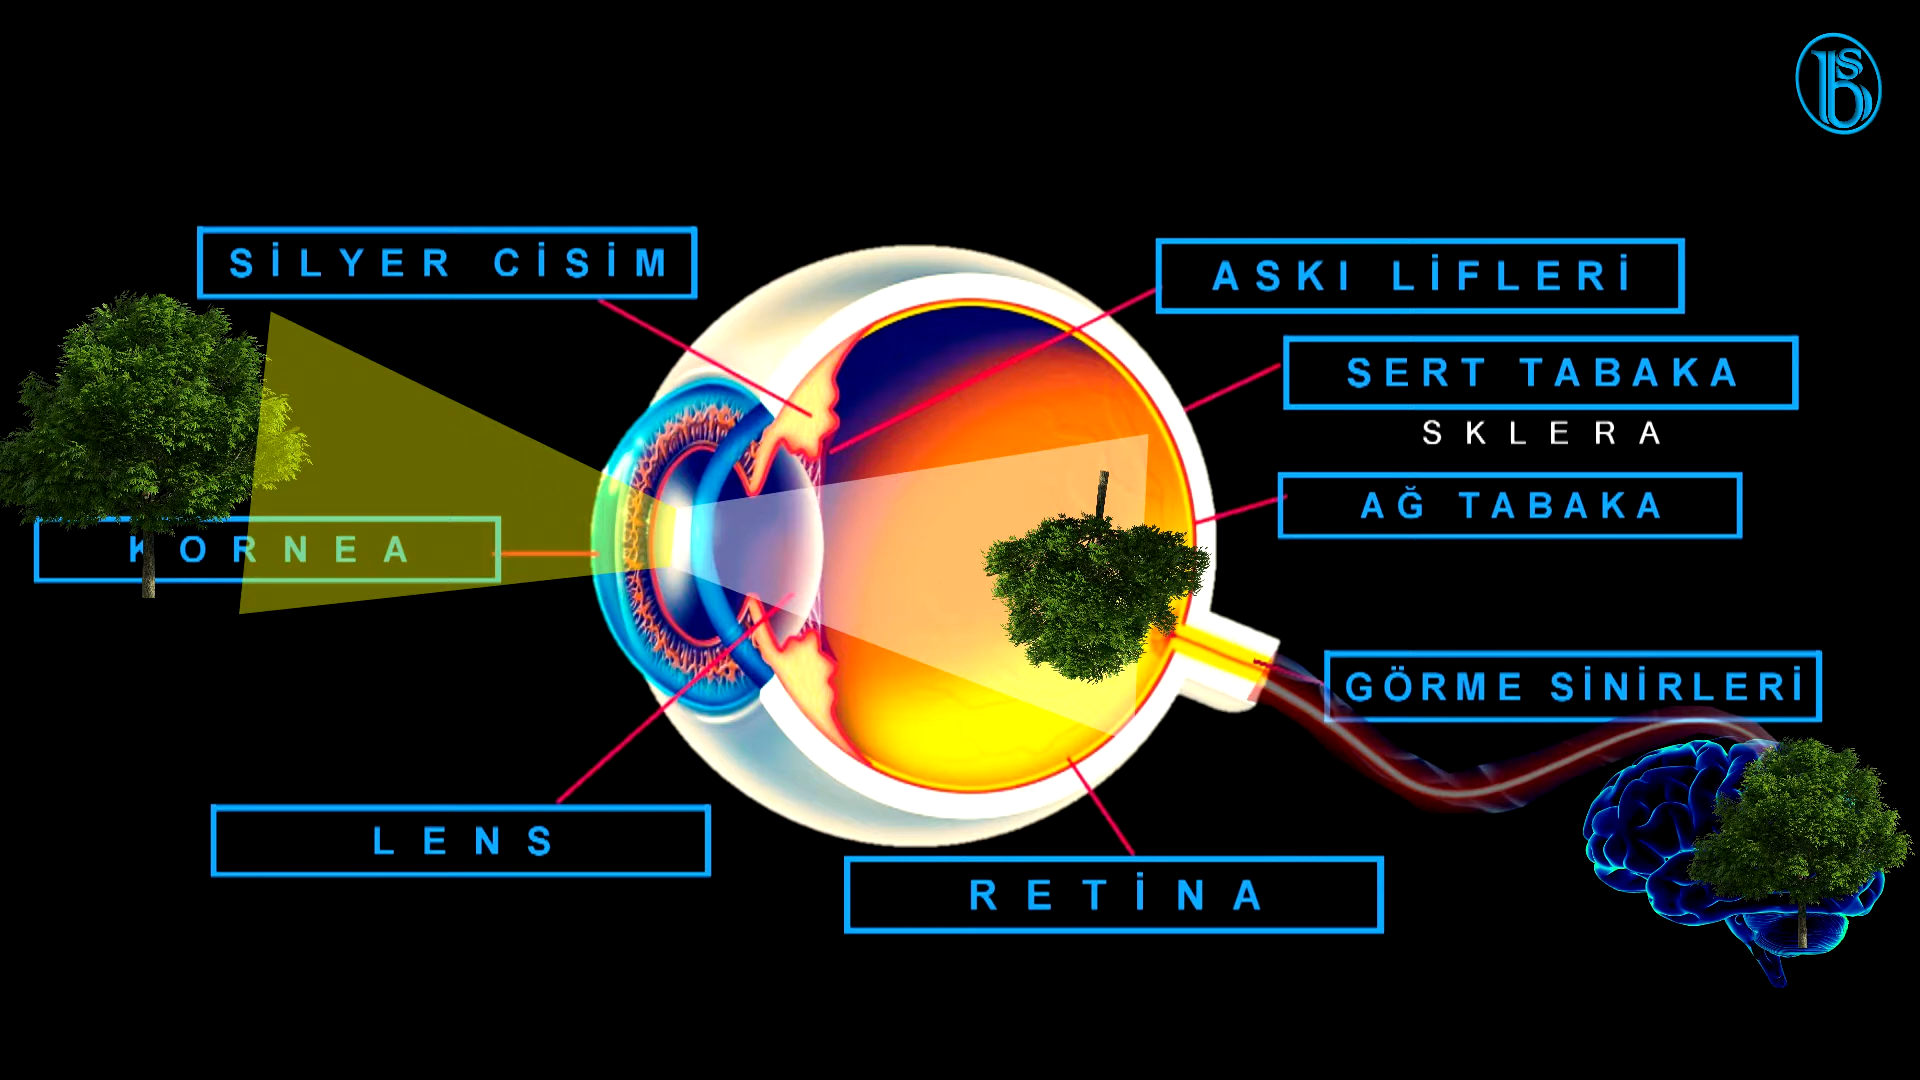 SİLYER CİSİM
ASKI LİFLERİ
SERT TABAKA
SKLERA
AĞ TABAKA
KORNEA
GÖRME SİNİRLERİ
LENS
RETİNA